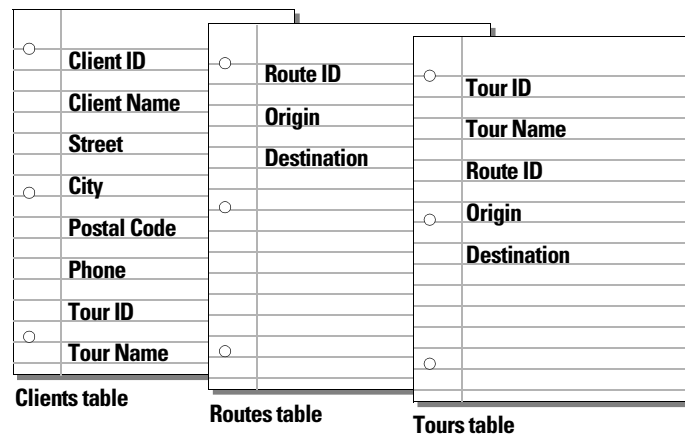 Client ID
Client Name
Street
City
Postal Code
Phone
Tour ID
Tour Name
Clients table
Route ID
Origin
Destination
Routes table
Tour ID
Tour Name
Route ID
Origin
Destination
Tours table